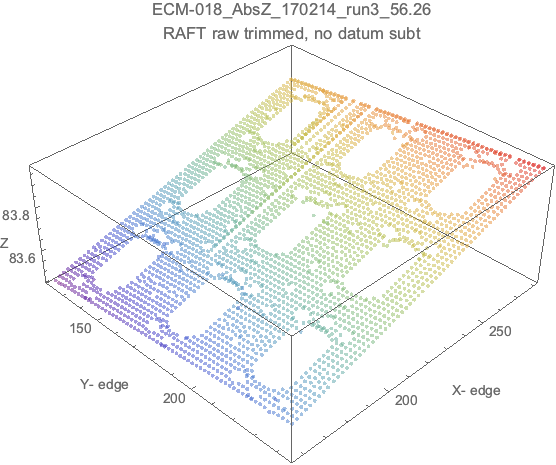 ECM-018_AbsZ_170214_run3_56.26
RAFT raw trimmed, no datum subt
83.8
Z
83.6
150
Y- edge
200
250
X- edge
200